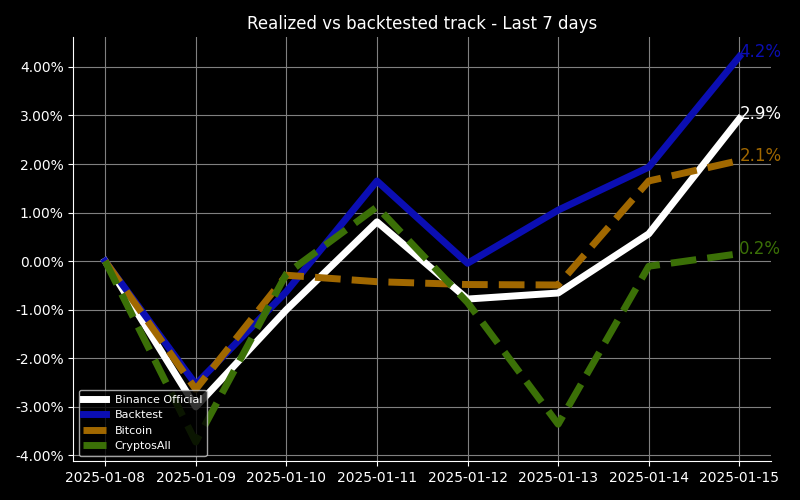 Realized vs backtested track - Last 7 days
4.00%
3.00%
2.00%
1.00%
0.00%
-1.00%
-2.00%
-3.00%
-4.00%
4.2%
2.9%
2.1%
0.2%
Binance Official
Backtest
Bitcoin
CryptosAll
2025-01-08 2025-01-09 2025-01-10 2025-01-11 2025-01-12 2025-01-13 2025-01-14 2025-01-15